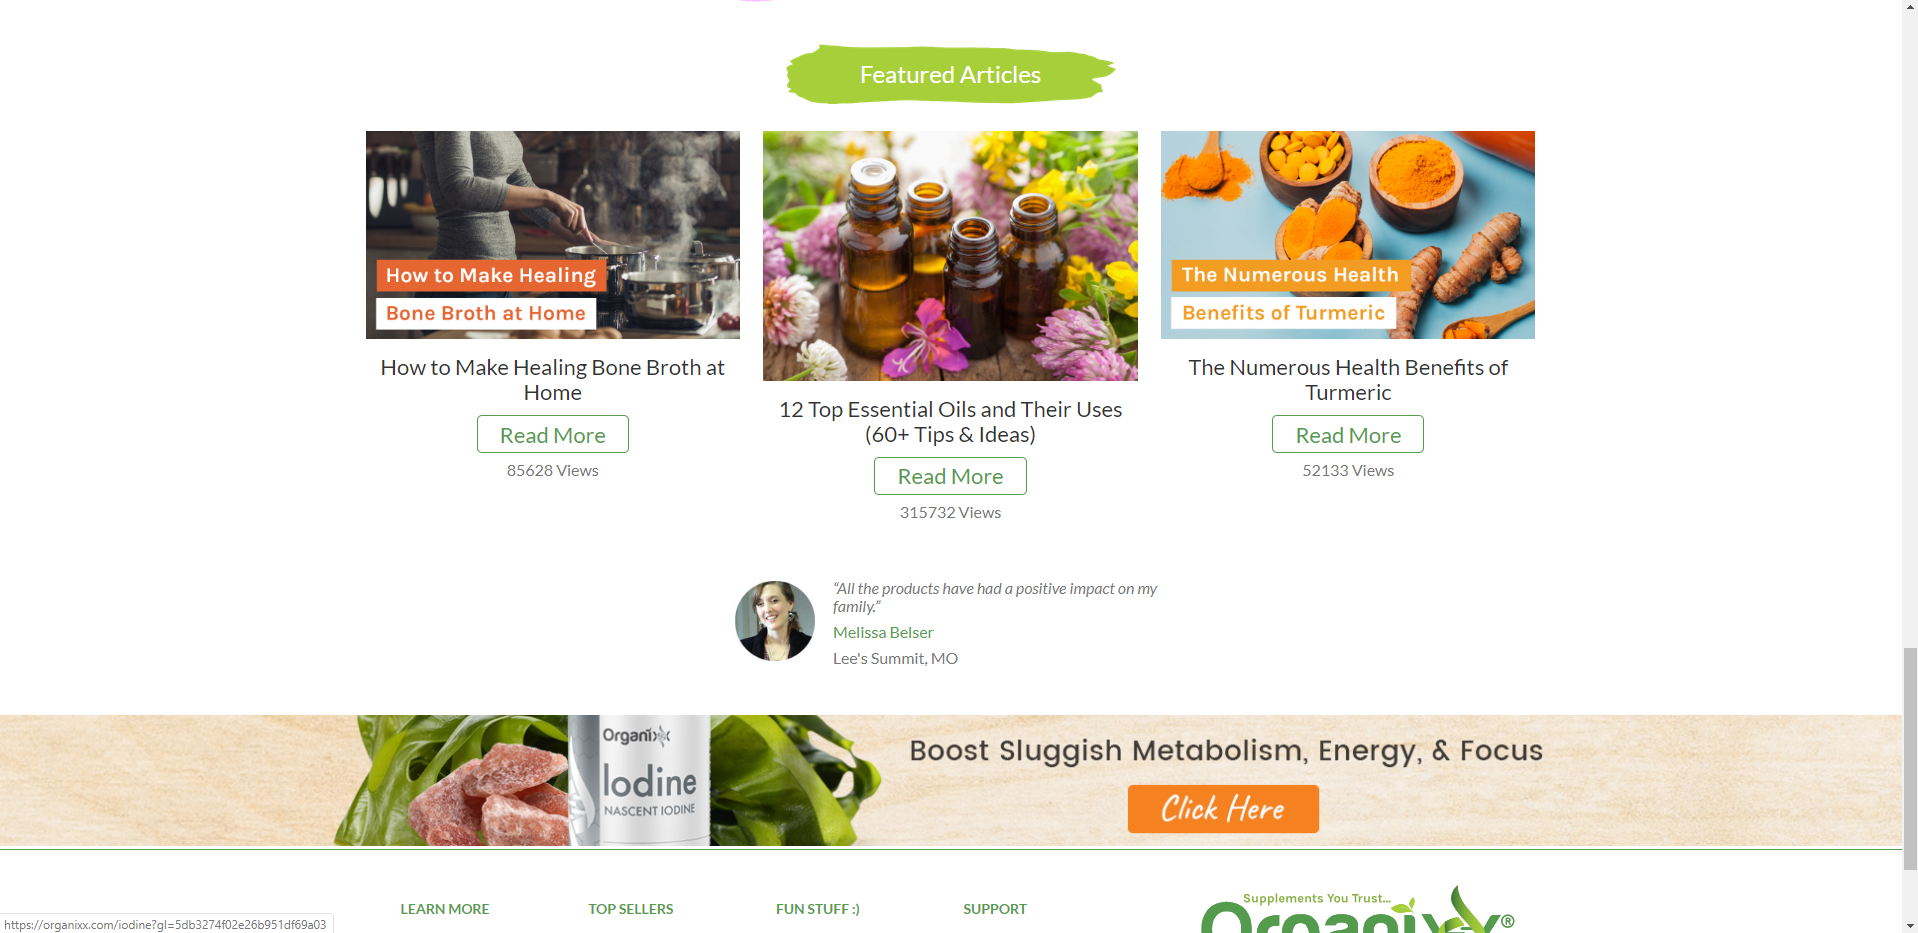 Featured Articles
How to Make Healing
Bone Broth at Home
The Numerous Health
Benefits of Turmeric
How to Make Healing Bone Broth at
Home
Read More
85628 Views
12 Top Essential Oils and Their Uses
(60+ Tips & Ideas)
Read More
315732 Views
The Numerous Health Benefits of
Turmeric
Read More
52133 Views
“All the products have had a positive impact on my
family.”
Melissa Belser
Lee's Summit, MO
Organixx
Iodine
NASCENT IODINE
Boost Sluggish Metabolism, Energy, & Focus
Click Here
LEARN MORE
TOP SELLERS
FUN STUFF :)
SUPPORT
Supplements You Trust...
Organixx®
https://organixx.com/iodine?gl=5db3274f02e26b951df69a03